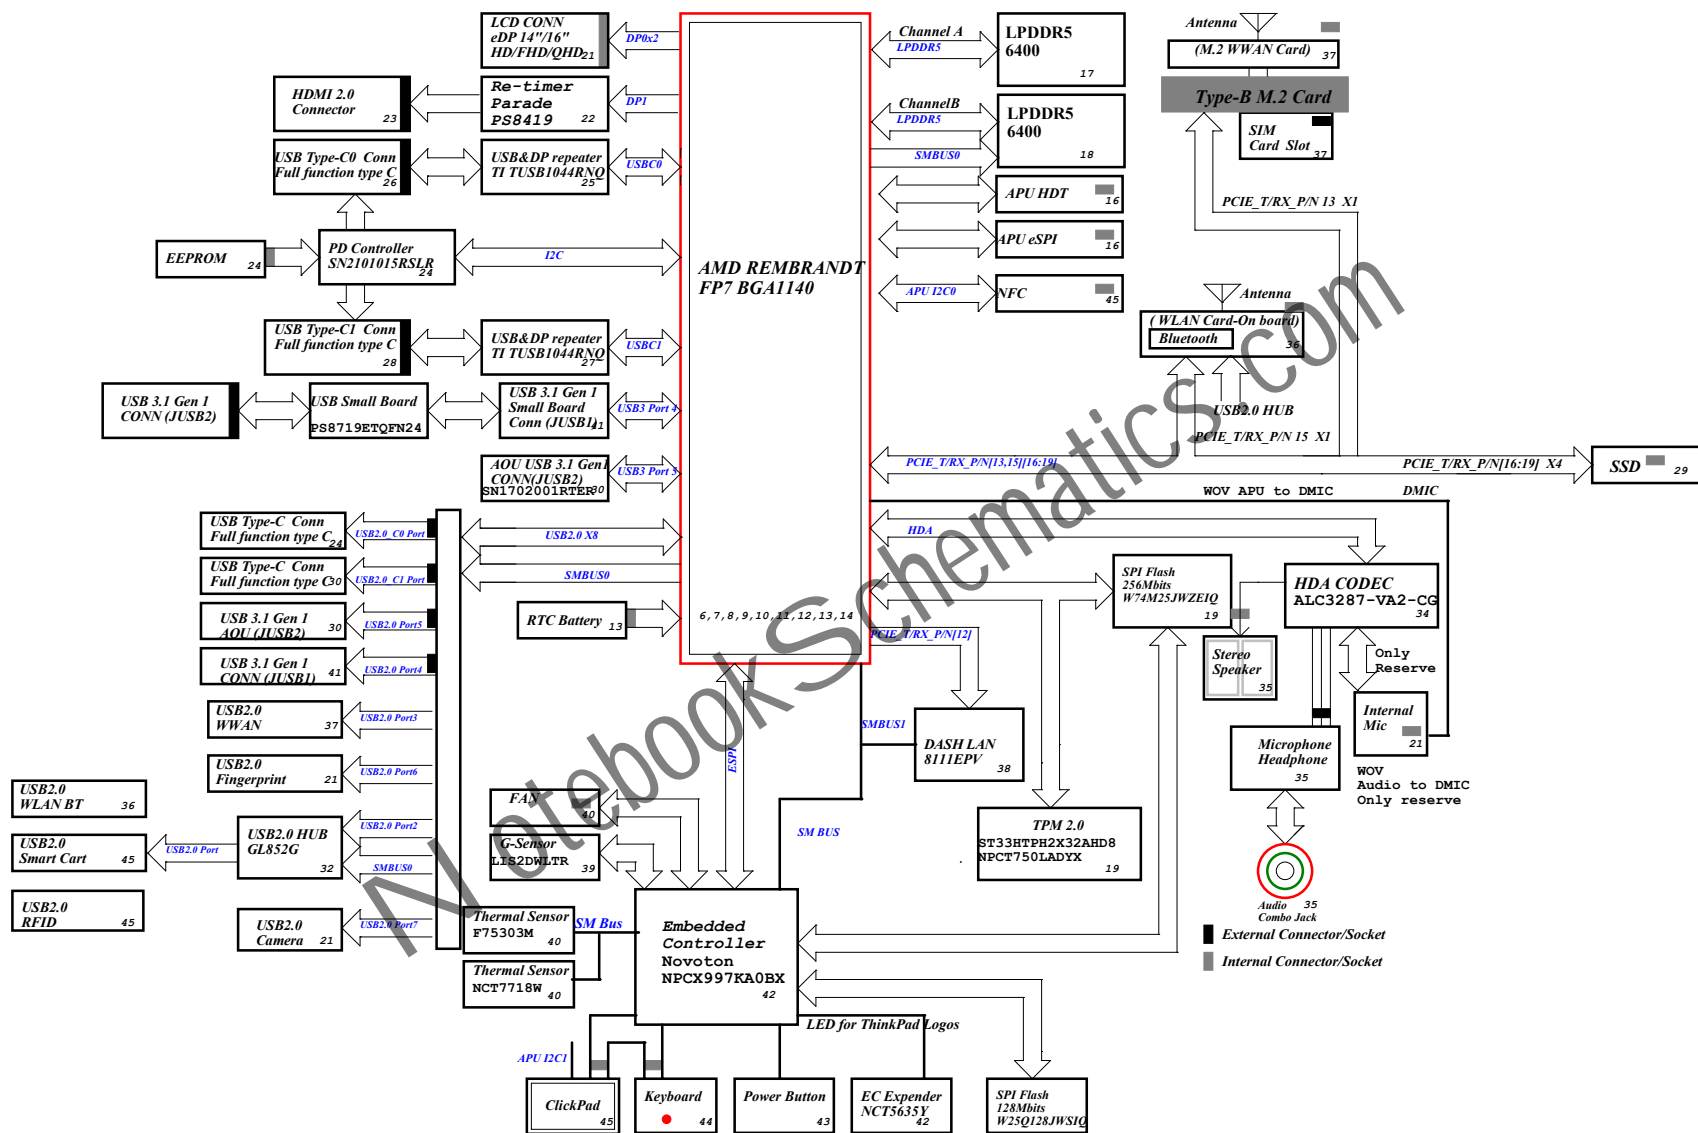 LCD CONN
eDP 14"/16"
HD/FHD/QHD
21
DP0x2
HDMI 2.0
Connector
23
Re-timer
Parade
PS8419
22
DP1
USB Type-C0 Conn
Full function type C
26
USB&DP repeater
TI TUSB1044RNQ
25
USBC0
EEPROM
24
PD Controller
SN2101015RSLR
24
I2C
USB Type-C1 Conn
Full function type C
28
USB&DP repeater
TI TUSB1044RNQ
27
USBC1
USB 3.1 Gen 1
CONN (JUSB2)
USB Small Board
PS8719ETQFN24
USB 3.1 Gen 1
Small Board
Conn (JUSB1)
41
USB3 Port 4
AOU USB 3.1 Gen1
CONN(JUSB2)
SN1702001RTER
30
USB3 Port 5
AMD REMBRANDT
FP7 BGA1140
6,7,8,9,10,11,12,13,14
Channel A
LPDDR5
LPDDR5
6400
17
ChannelB
LPDDR5
LPDDR5
6400
18
SMBUS0
APU HDT
16
APU eSPI
16
APU I2C0
NFC
45
Antenna
(M.2 WWAN Card)
37
Type-B M.2 Card
SIM
Card Slot
37
PCIE_T/RX_P/N 13 X1
Antenna
( WLAN Card-On board)
Bluetooth
36
USB2.0 HUB
PCIE_T/RX_P/N 15 X1
PCIE_T/RX_P/N[13,15][16:19]
PCIE_T/RX_P/N[16:19] X4
SSD
29
WOV APU to DMIC
DMIC
HDA
USB Type-C Conn
Full function type C
24
USB2.0_C0 Port
USB Type-C Conn
Full function type C
30
USB2.0_C1 Port
USB 3.1 Gen 1
AOU (JUSB2)
30
USB2.0 Port5
USB 3.1 Gen 1
CONN (JUSB1)
41
USB2.0 Port4
USB2.0
WWAN
37
USB2.0 Port3
USB2.0
Fingerprint
21
USB2.0 Port6
USB2.0
WLAN BT
36
USB2.0
Smart Cart
45
USB2.0 Port
USB2.0 HUB
GL852G
32
USB2.0 Port2
SMBUS0
USB2.0
RFID
45
USB2.0
Camera
21
USB2.0 Port7
USB2.0 X8
SMBUS0
RTC Battery
13
SPI Flash
256Mbits
W74M25JWZEIQ
19
HDA CODEC
ALC3287-VA2-CG
34
Stereo
Speaker
35
Only
Reserve
Internal
Mic
21
Microphone
Headphone
35
WOV
Audio to DMIC
Only reserve
Audio
Combo Jack
35
External Connector/Socket
Internal Connector/Socket
PCIE_T/RX_P/N[12]
SMBUS1
DASH LAN
8111EPV
38
ESPI
SM BUS
TPM 2.0
ST33HTPH2X32AHD8
NPCT750LADYX
19
FAN
40
G-Sensor
LIS2DWLTR
39
Thermal Sensor
F75303M
40
SM Bus
Thermal Sensor
NCT7718W
40
Embedded
Controller
Novoton
NPCX997KA0BX
42
LED for ThinkPad Logos
APU I2C1
ClickPad
45
Keyboard
44
Power Button
43
EC Expender
NCT5635Y
42
SPI Flash
128Mbits
W25Q128JWSIQ
NotebookSchematics.com